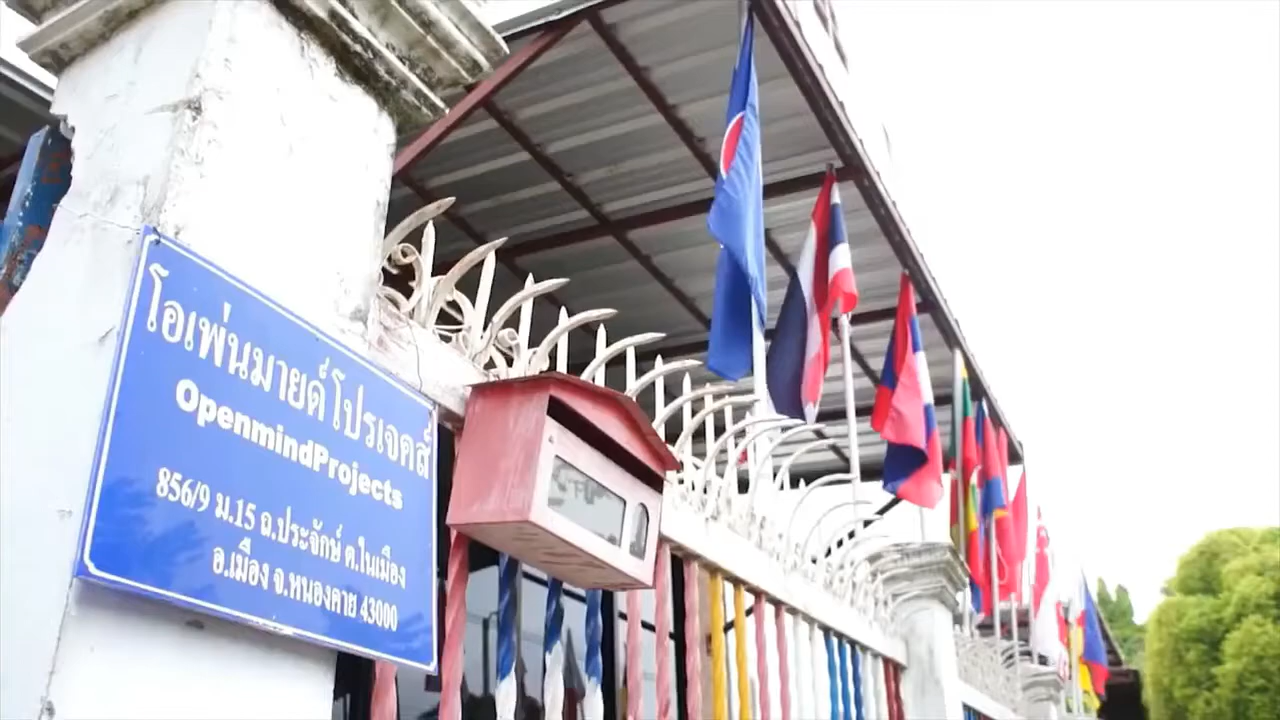 โอเพ่นมายด์โปรเจคส์
OpenmindProjects
856/9 ม.15 ถ.ประจักษ์ ต.ในเมือง
อ.เมือง จ.หนองคาย 43000